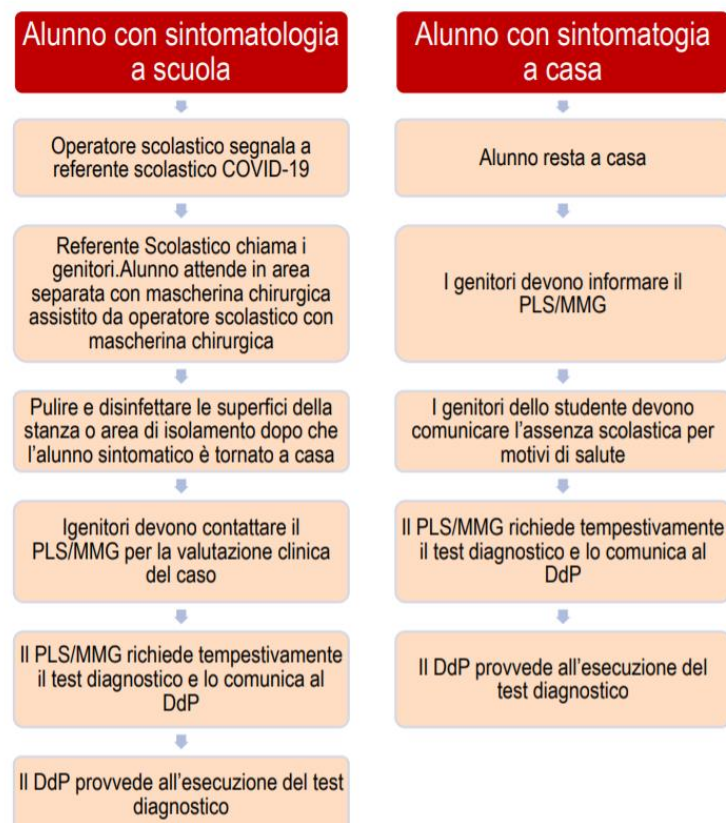 Alunno con sintomatologia
a scuola
Operatore scolastico segnala a
referente scolastico COVID-19
Referente Scolastico chiama i
genitori.Alunno attende in area
separata con mascherina chirurgica
assistito da operatore scolastico con
mascherina chirurgica
Pulire e disinfettare le superfici della
stanza o area di isolamento dopo che
l'alunno sintomatico è tornato a casa
Igenitori devono contattare il
PLS/MMG per la valutazione clinica
del caso
Il PLS/MMG richiede tempestivamente
il test diagnostico e lo comunica al
DdP
Il DdP provvede all'esecuzione del test
diagnostico
Alunno con sintomatogia
a casa
Alunno resta a casa
I genitori devono informare il
PLS/MMG
I genitori dello studente devono
comunicare l'assenza scolastica per
motivi di salute
Il PLS/MMG richiede tempestivamente
il test diagnostico e lo comunica al
DdP
Il DdP provvede all'esecuzione del
test diagnostico